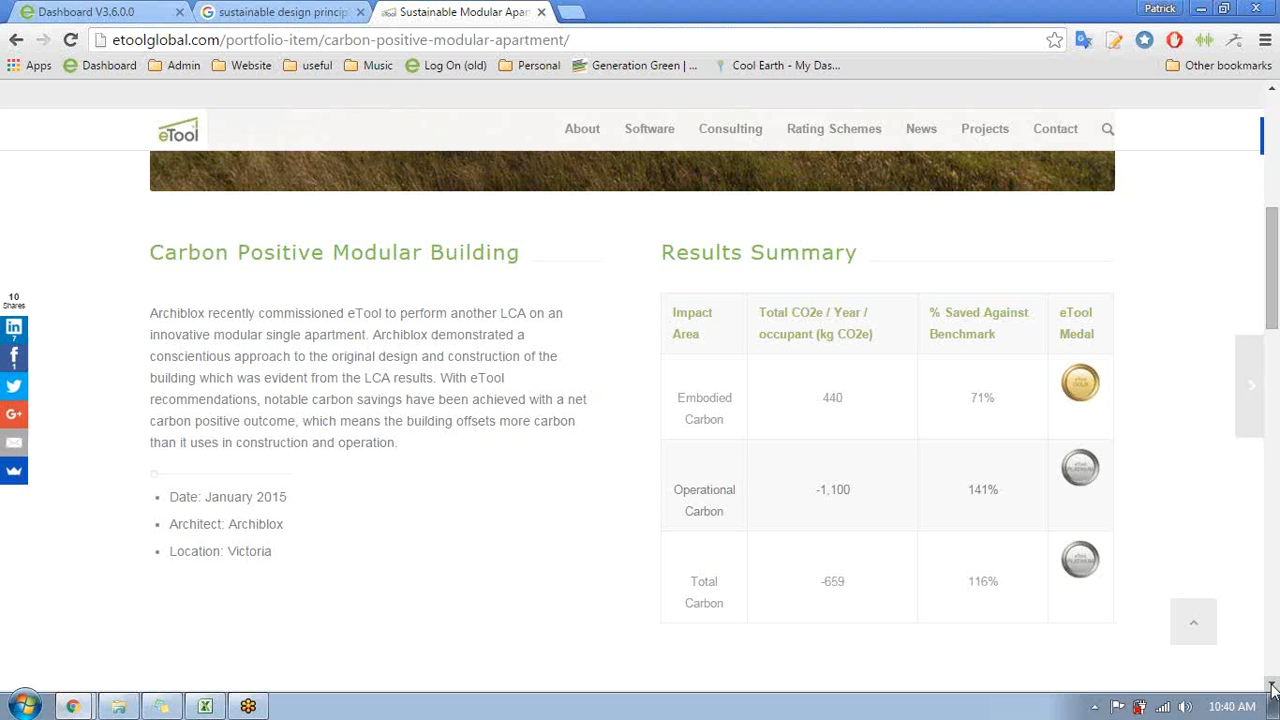 Dashboard V3.6.0.0
sustainable design princip
Sustainable Modular Apar
Patrick
etoolglobal.com/portfolio-item/carbon-positive-modular-apartment/
Apps
Dashboard
Admin
Website
useful
Music
Log On (old)
Personal
Generation Green | ...
Cool Earth - My Das...
Other bookmarks
eTool
About
Software
Consulting
Rating Schemes
News
Projects
Contact
Carbon Positive Modular Building
Archiblox recently commissioned eTool to perform another LCA on an
innovative modular single apartment. Archiblox demonstrated a
conscientious approach to the original design and construction of the
building which was evident from the LCA results. With eTool
recommendations, notable carbon savings have been achieved with a net
carbon positive outcome, which means the building offsets more carbon
than it uses in construction and operation.
Date: January 2015
Architect: Archiblox
Location: Victoria
10
Shares
7
1
Results Summary
Impact Area | Total CO2e / Year / occupant (kg CO2e) | % Saved Against Benchmark | eTool Medal
Embodied Carbon | 440 | 71%
Operational Carbon | -1,100 | 141%
Total Carbon | -659 | 116%
10:40 AM